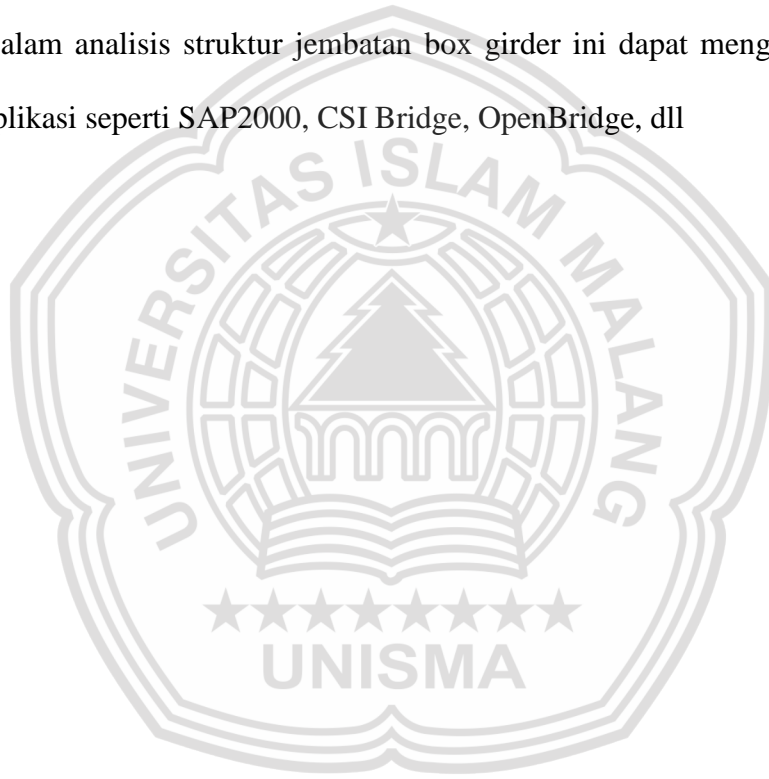 alam analisis struktur jembatan box girder ini dapat meng
plikasi seperti SAP2000, CSI Bridge, OpenBridge, dll
UNIVERSITAS ISLAM MALANG
UNISMA